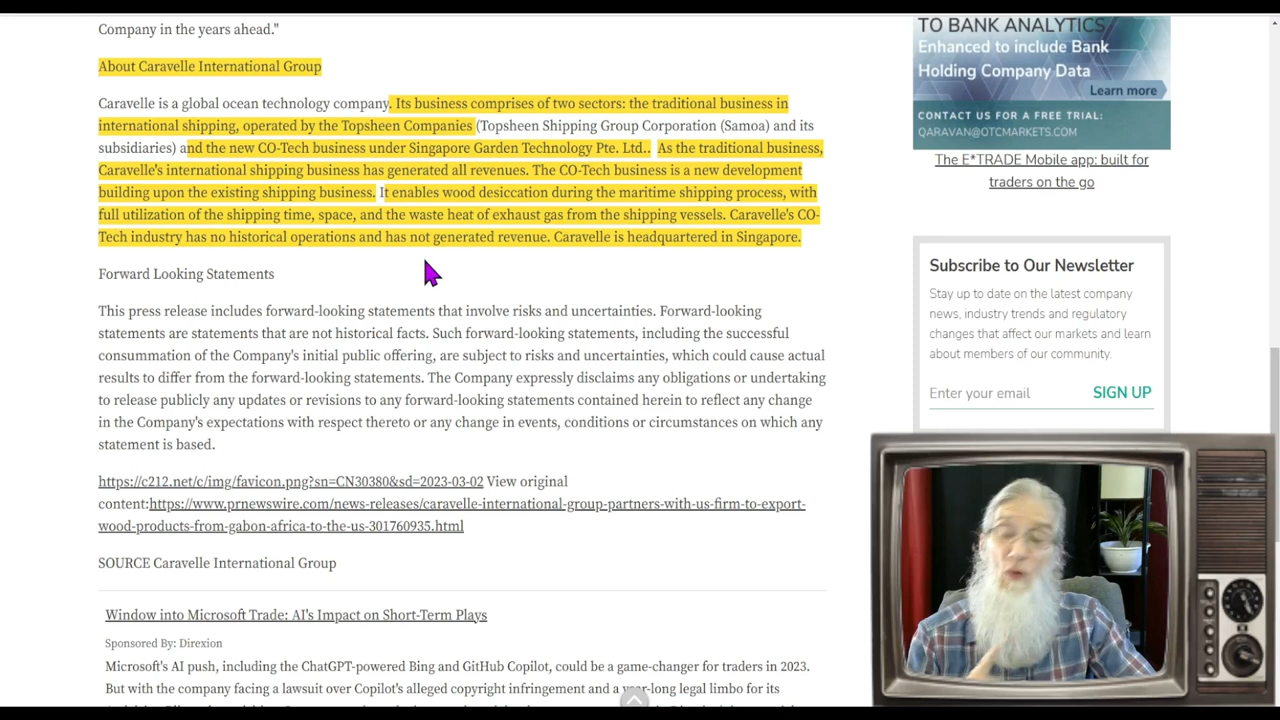 Company in the years ahead."
About Caravelle International Group
Caravelle is a global ocean technology company. Its business comprises of two sectors: the traditional business in
international shipping, operated by the Topsheen Companies (Topsheen Shipping Group Corporation (Samoa) and its
subsidiaries) and the new CO-Tech business under Singapore Garden Technology Pte. Ltd.. As the traditional business,
Caravelle's international shipping business has generated all revenues. The CO-Tech business is a new development
building upon the existing shipping business. It enables wood desiccation during the maritime shipping process, with
full utilization of the shipping time, space, and the waste heat of exhaust gas from the shipping vessels. Caravelle's CO-
Tech industry has no historical operations and has not generated revenue. Caravelle is headquartered in Singapore.
Forward Looking Statements
This press release includes forward-looking statements that involve risks and uncertainties. Forward-looking
statements are statements that are not historical facts. Such forward-looking statements, including the successful
consummation of the Company's initial public offering, are subject to risks and uncertainties, which could cause actual
results to differ from the forward-looking statements. The Company expressly disclaims any obligations or undertaking
to release publicly any updates or revisions to any forward-looking statements contained herein to reflect any change
in the Company's expectations with respect thereto or any change in events, conditions or circumstances on which any
statement is based.
https://c212.net/c/img/favicon.png?sn=CN30380&sd=2023-03-02 View original
content:https://www.prnewswire.com/news-releases/caravelle-international-group-partners-with-us-firm-to-export-
wood-products-from-gabon-africa-to-the-us-301760935.html
SOURCE Caravelle International Group
Window into Microsoft Trade: AI's Impact on Short-Term Plays
Sponsored By: Direxion
Microsoft's AI push, including the ChatGPT-powered Bing and GitHub Copilot, could be a game-changer for traders in 2023.
But with the company facing a lawsuit over Copilot's alleged copyright infringement and a year-long legal limbo for its
TO BANK ANALYTICS
Enhanced to include Bank
Holding Company Data
Learn more
CONTACT US FOR A FREE TRIAL:
QARAVAN@OTCMARKETS.COM
The E*TRADE Mobile app: built for
traders on the go
Subscribe to Our Newsletter
Stay up to date on the latest company
news, industry trends and regulatory
changes that affect our markets and learn
about members of our community.
Enter your email SIGN UP